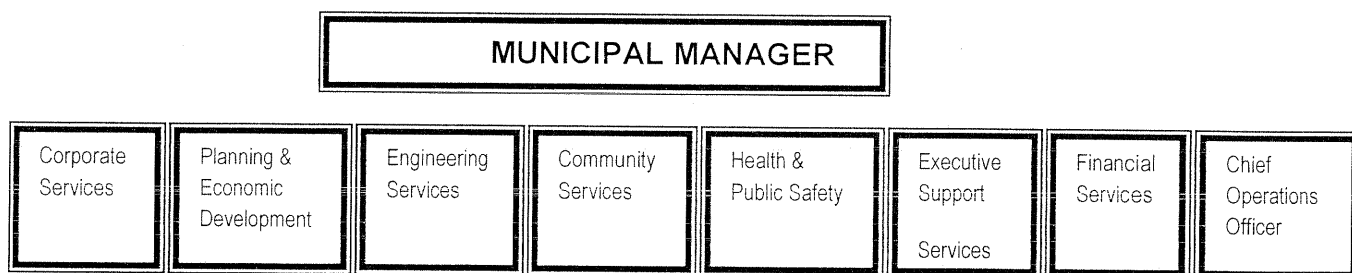 MUNICIPAL MANAGER
Corporate
Services
Planning &
Economic
Development
Engineering
Services
Community
Services
Health &
Public Safety
Executive
Support
Services
Financial
Services
Chief
Operations
Officer